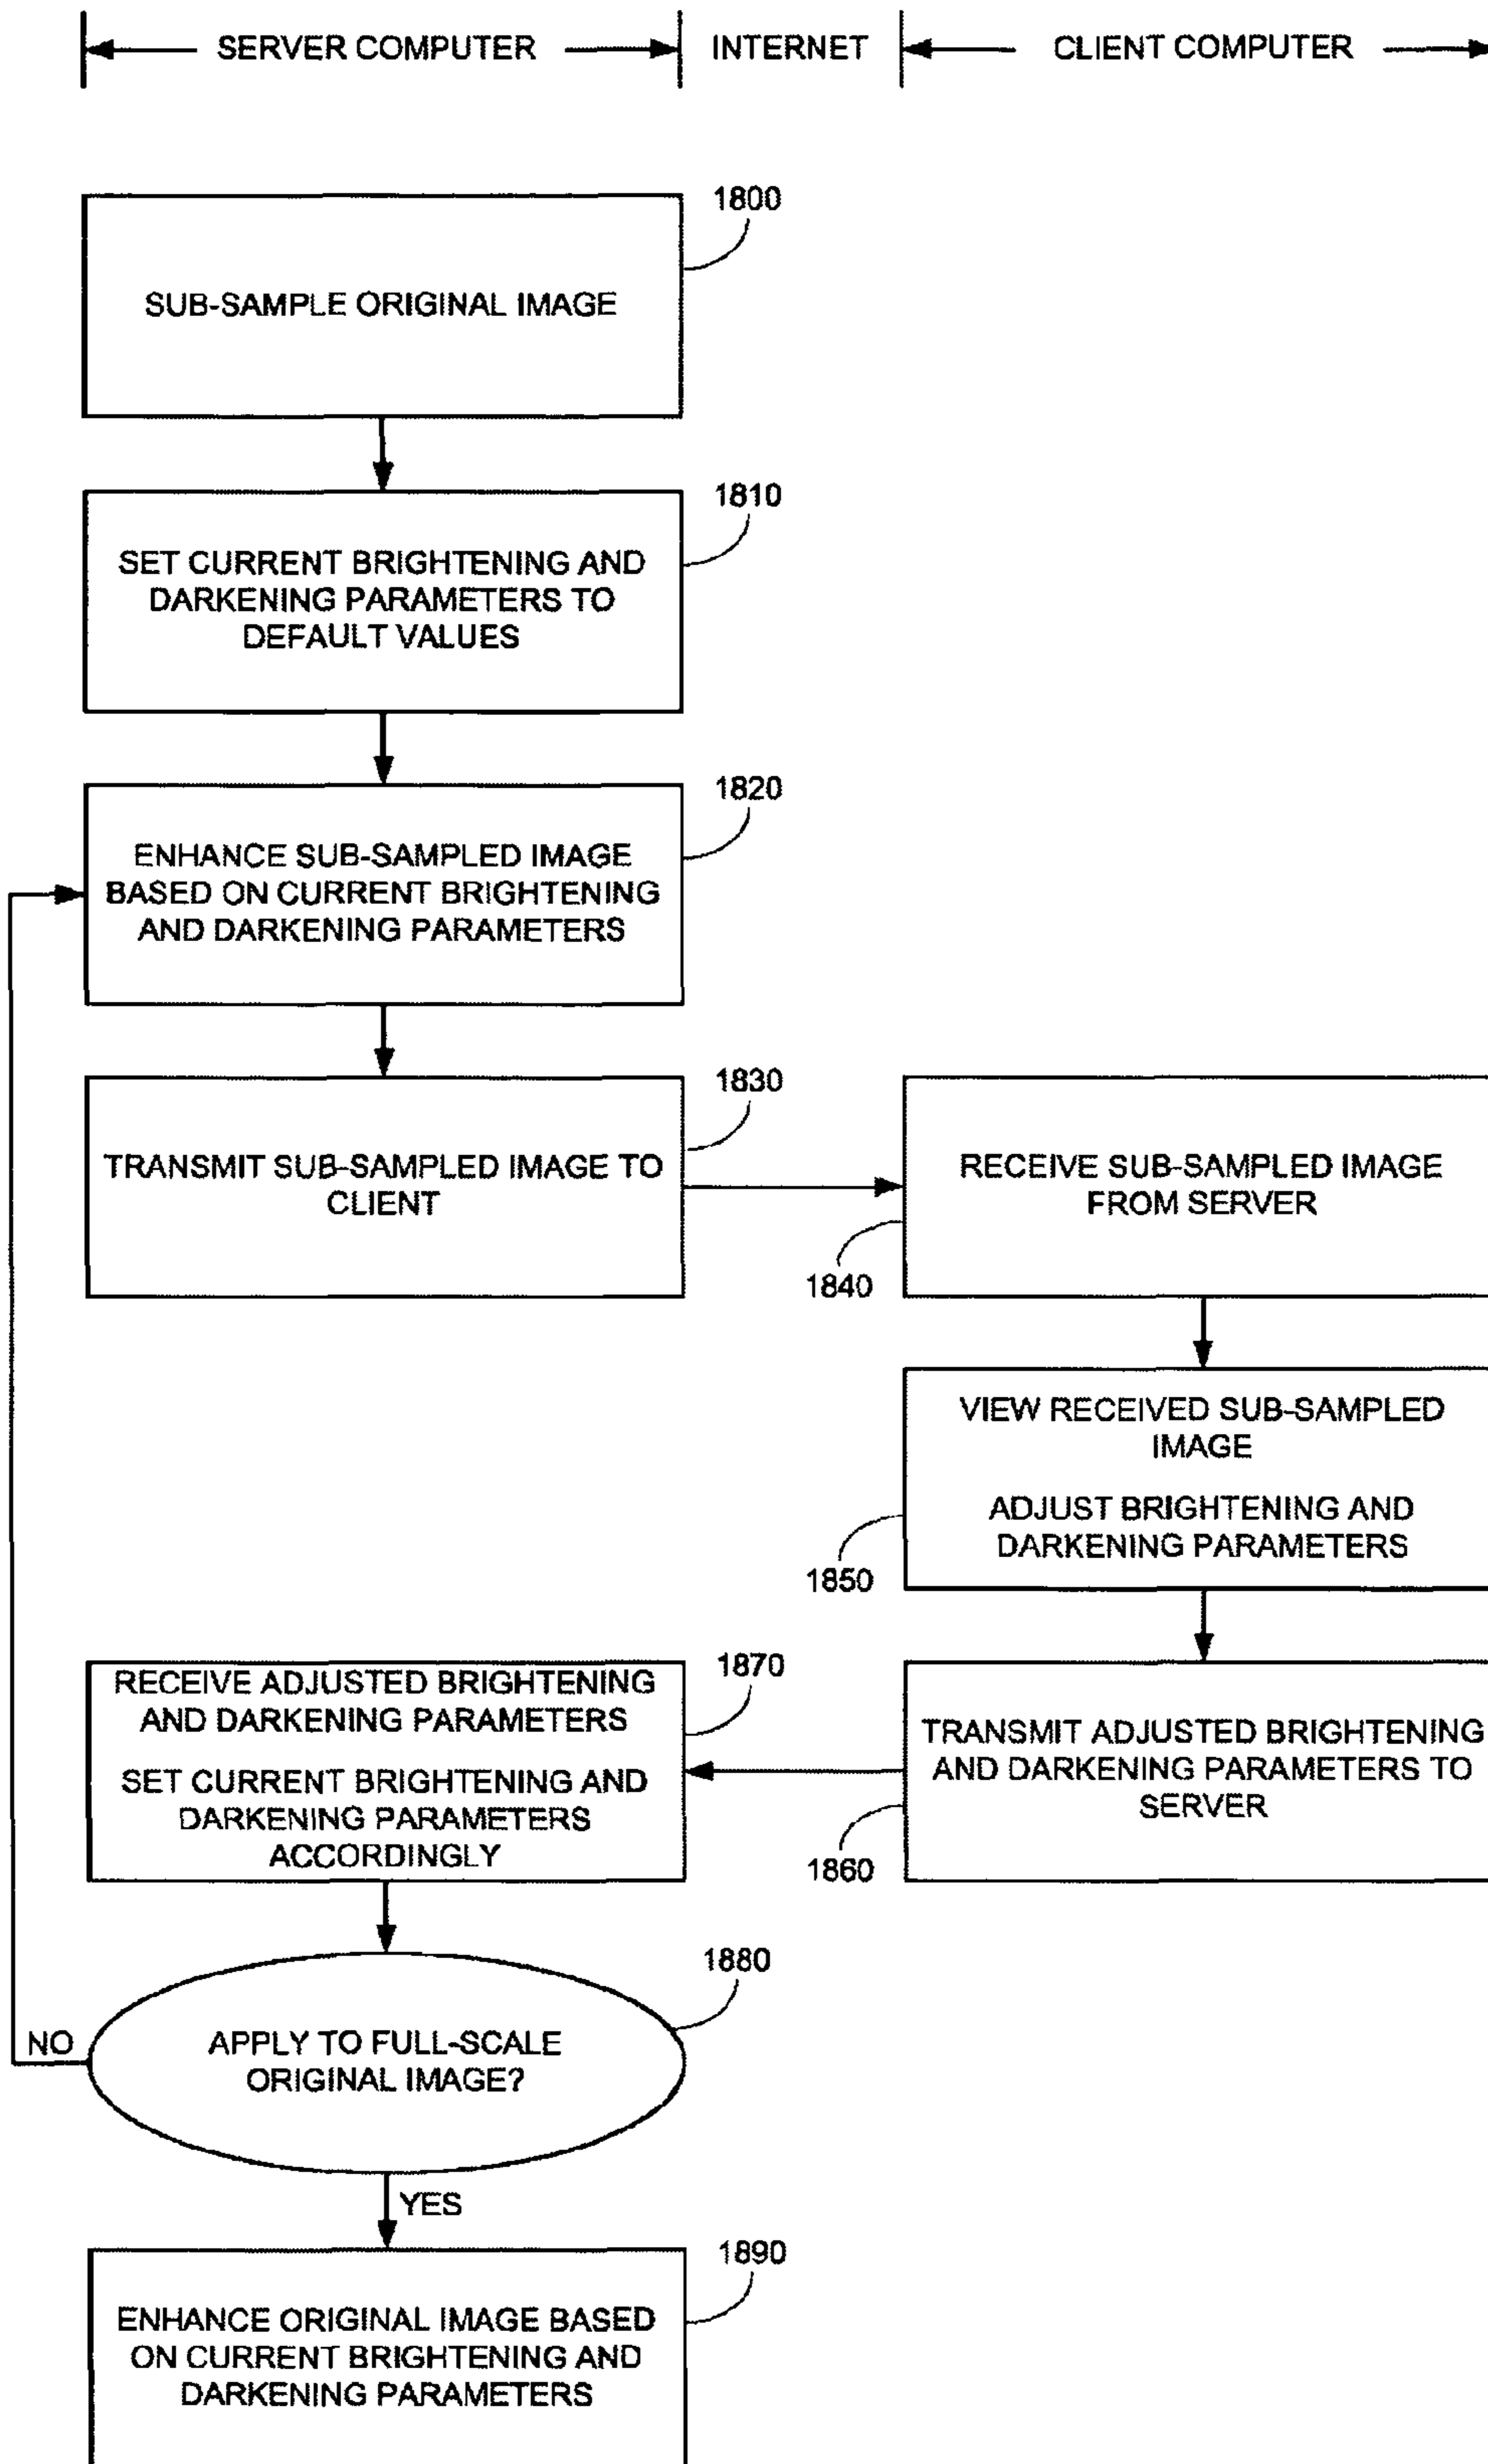 SERVER COMPUTER
INTERNET
CLIENT COMPUTER
1800
SUB-SAMPLE ORIGINAL IMAGE
1810
SET CURRENT BRIGHTENING AND
DARKENING PARAMETERS TO
DEFAULT VALUES
1820
ENHANCE SUB-SAMPLED IMAGE
BASED ON CURRENT BRIGHTENING
AND DARKENING PARAMETERS
1830
TRANSMIT SUB-SAMPLED IMAGE TO
CLIENT
RECEIVE SUB-SAMPLED IMAGE
FROM SERVER
1840
VIEW RECEIVED SUB-SAMPLED
IMAGE
ADJUST BRIGHTENING AND
DARKENING PARAMETERS
1850
TRANSMIT ADJUSTED BRIGHTENING
AND DARKENING PARAMETERS TO
SERVER
1860
1870
RECEIVE ADJUSTED BRIGHTENING
AND DARKENING PARAMETERS
SET CURRENT BRIGHTENING AND
DARKENING PARAMETERS
ACCORDINGLY
1880
APPLY TO FULL-SCALE
ORIGINAL IMAGE?
NO
YES
1890
ENHANCE ORIGINAL IMAGE BASED
ON CURRENT BRIGHTENING AND
DARKENING PARAMETERS